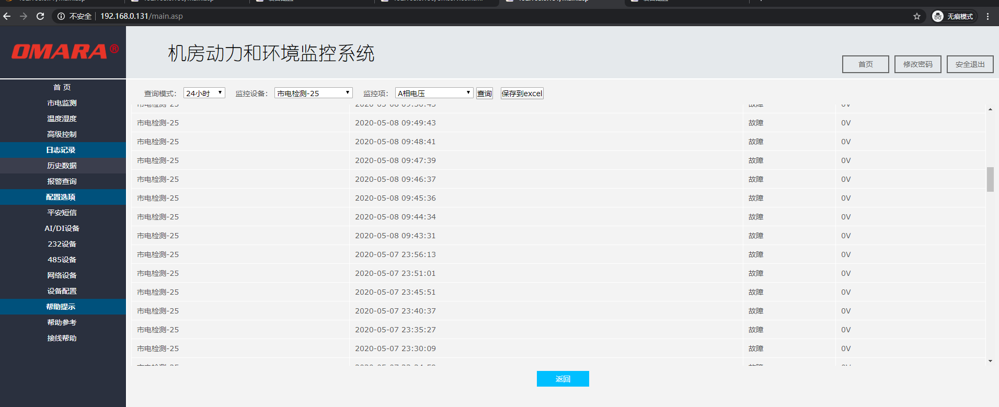 不安全 192.168.0.131/main.asp 无痕模式
OMARA®
机房动力和环境监控系统
首页 修改密码 安全退出
首 页
市电监测
温度湿度
高级控制
日志记录
历史数据
报警查询
配置选项
平安短信
AI/DI设备
232设备
485设备
网络设备
设备配置
帮助提示
帮助参考
接线帮助
查询模式: 24小时 监控设备: 市电检测-25 监控项: A相电压 查询 保存到excel
市电检测-25 2020-05-08 09:49:43 故障 0V
市电检测-25 2020-05-08 09:48:41 故障 0V
市电检测-25 2020-05-08 09:47:39 故障 0V
市电检测-25 2020-05-08 09:46:37 故障 0V
市电检测-25 2020-05-08 09:45:36 故障 0V
市电检测-25 2020-05-08 09:44:34 故障 0V
市电检测-25 2020-05-08 09:43:31 故障 0V
市电检测-25 2020-05-07 23:56:13 故障 0V
市电检测-25 2020-05-07 23:51:01 故障 0V
市电检测-25 2020-05-07 23:45:51 故障 0V
市电检测-25 2020-05-07 23:40:37 故障 0V
市电检测-25 2020-05-07 23:35:27 故障 0V
市电检测-25 2020-05-07 23:30:09 故障 0V
返回